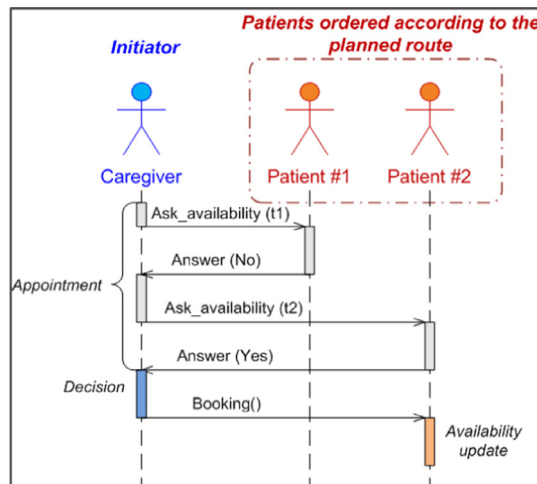 Patients ordered according to the
planned route
Initiator
Caregiver
Patient #1
Patient #2
Ask_availability (t1)
Answer (No)
Appointment
Ask_availability (t2)
Answer (Yes)
Decision
Booking()
Availability
update